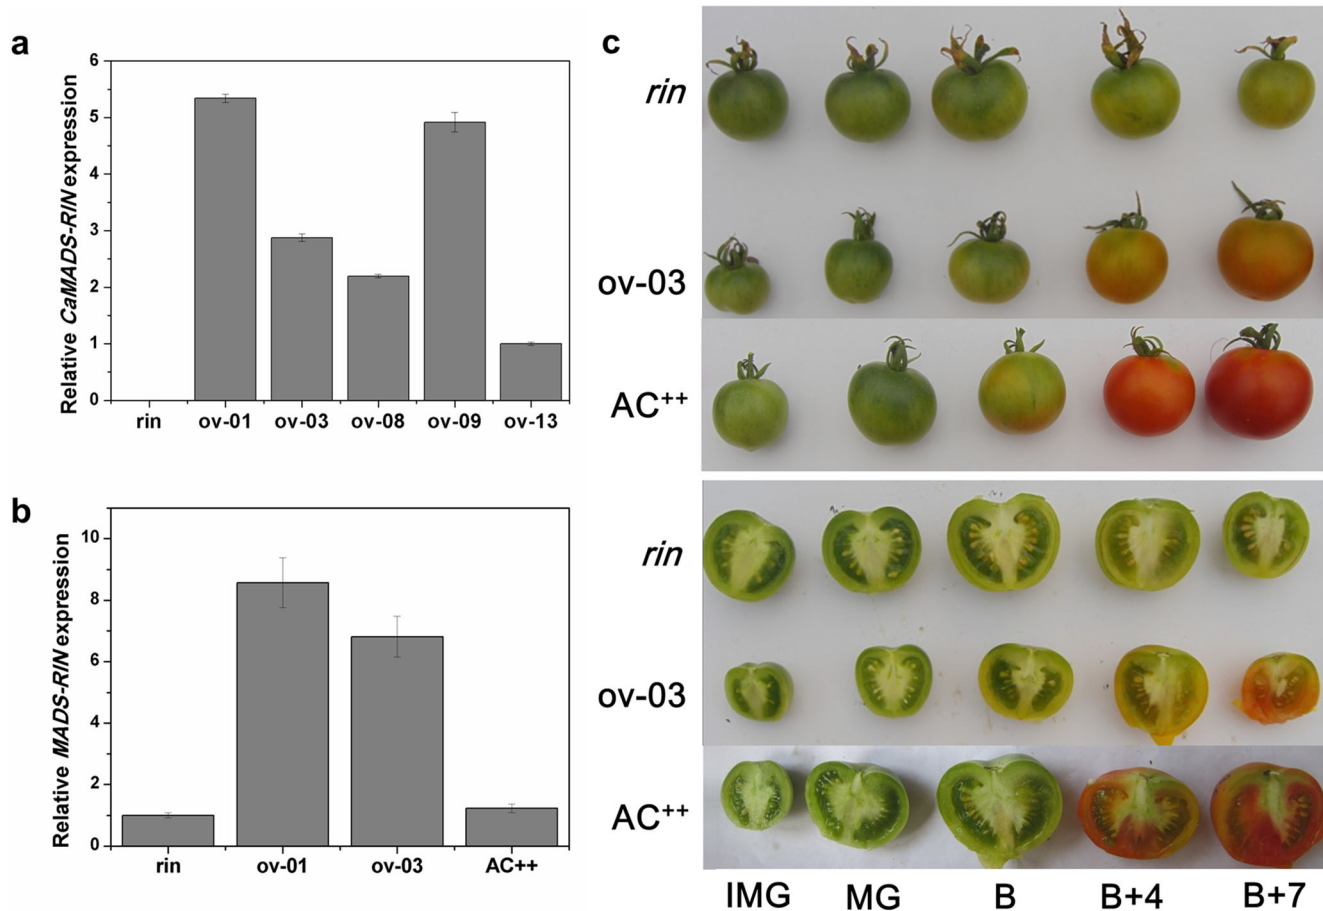 a
Relative CaMADS-RIN expression
6
5
4
3
2
1
0
rin ov-01 ov-03 ov-08 ov-09 ov-13
b
Relative MADS-RIN expression
10
8
6
4
2
0
rin ov-01 ov-03 AC++
c
rin
ov-03
AC++
rin
ov-03
AC++
IMG MG B B+4 B+7